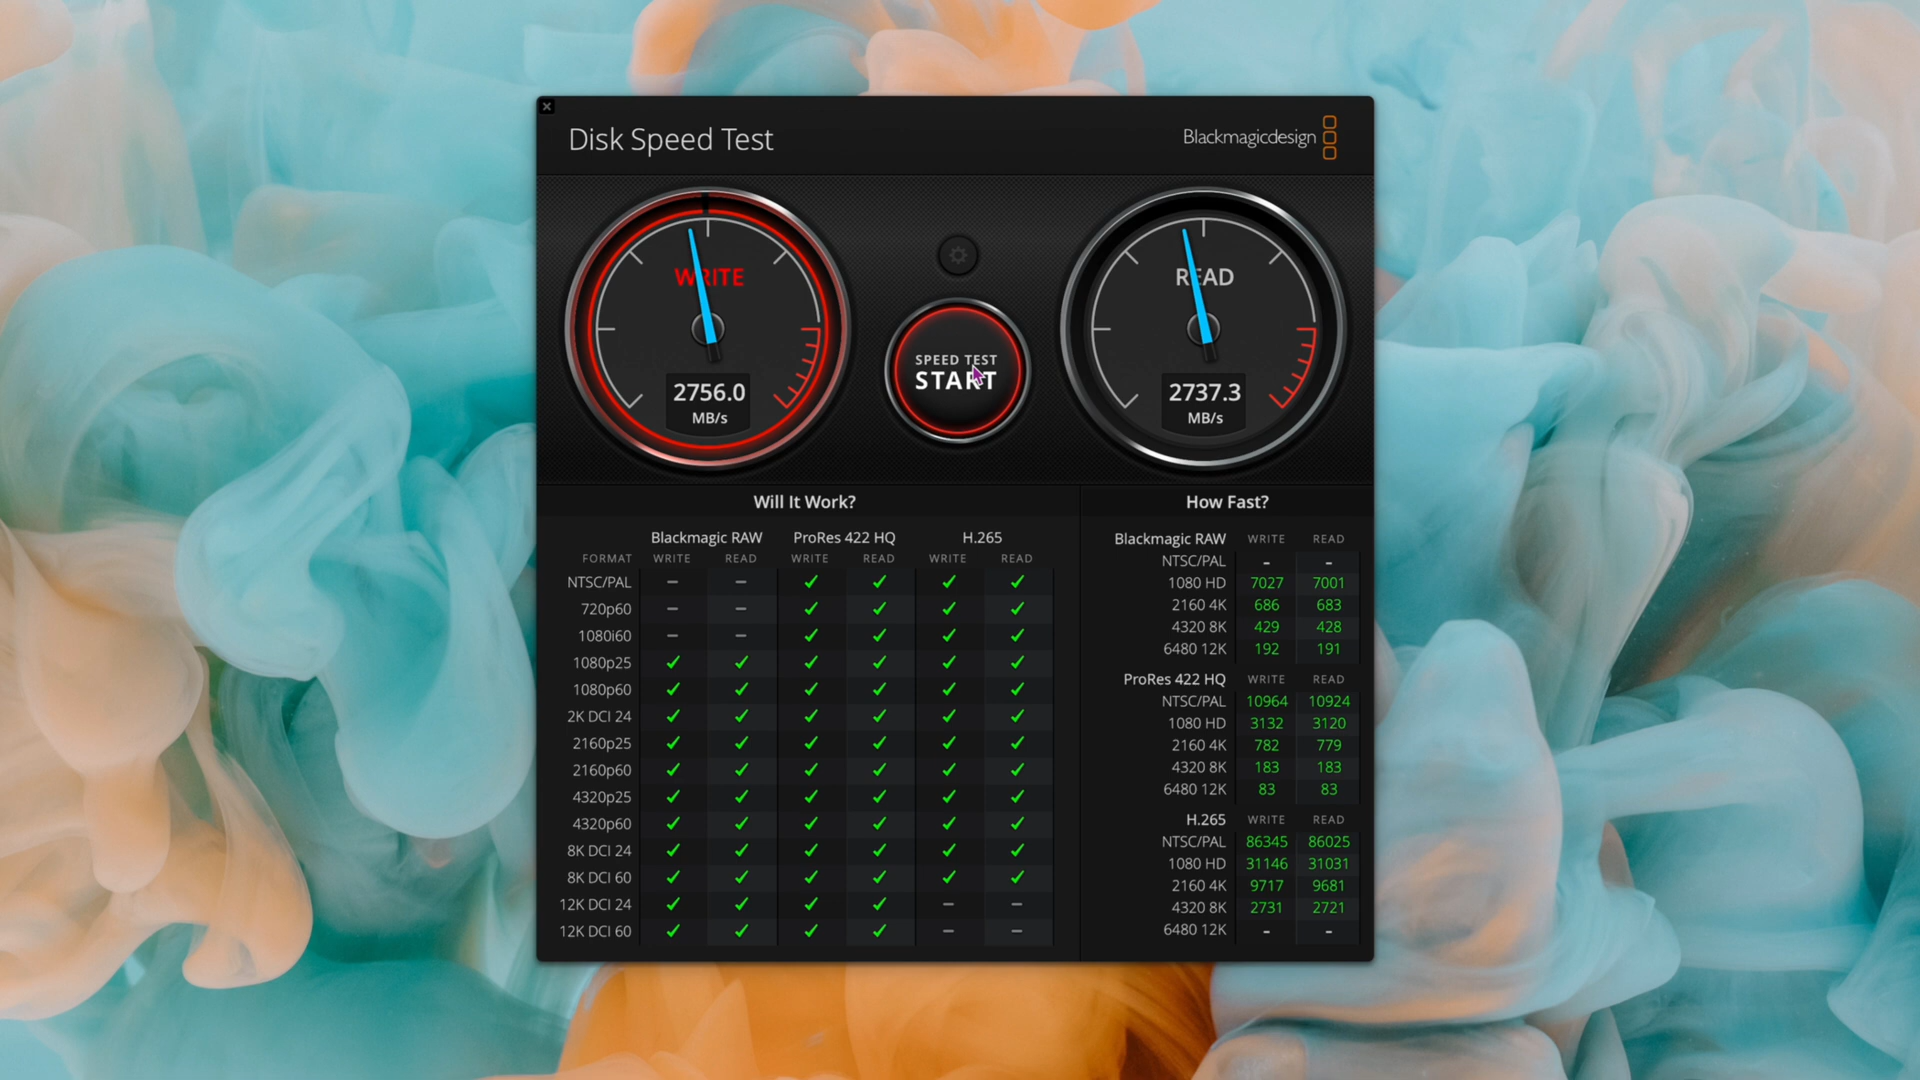 Disk Speed Test
Blackmagicdesign
WRITE
2756.0
MB/s
SPEED TEST
START
READ
2737.3
MB/s
Will It Work?
Blackmagic RAW ProRes 422 HQ H.265
FORMAT WRITE READ WRITE READ WRITE READ
NTSC/PAL – – ✓ ✓ ✓ ✓
720p60 – – ✓ ✓ ✓ ✓
1080i60 – – ✓ ✓ ✓ ✓
1080p25 ✓ ✓ ✓ ✓ ✓ ✓
1080p60 ✓ ✓ ✓ ✓ ✓ ✓
2K DCI 24 ✓ ✓ ✓ ✓ ✓ ✓
2160p25 ✓ ✓ ✓ ✓ ✓ ✓
2160p60 ✓ ✓ ✓ ✓ ✓ ✓
4320p25 ✓ ✓ ✓ ✓ ✓ ✓
4320p60 ✓ ✓ ✓ ✓ ✓ ✓
8K DCI 24 ✓ ✓ ✓ ✓ ✓ ✓
8K DCI 60 ✓ ✓ ✓ ✓ ✓ ✓
12K DCI 24 ✓ ✓ ✓ ✓ – –
12K DCI 60 ✓ ✓ ✓ ✓ – –
How Fast?
Blackmagic RAW WRITE READ
NTSC/PAL - -
1080 HD 7027 7001
2160 4K 686 683
4320 8K 429 428
6480 12K 192 191
ProRes 422 HQ WRITE READ
NTSC/PAL 10964 10924
1080 HD 3132 3120
2160 4K 782 779
4320 8K 183 183
6480 12K 83 83
H.265 WRITE READ
NTSC/PAL 86345 86025
1080 HD 31146 31031
2160 4K 9717 9681
4320 8K 2731 2721
6480 12K - -